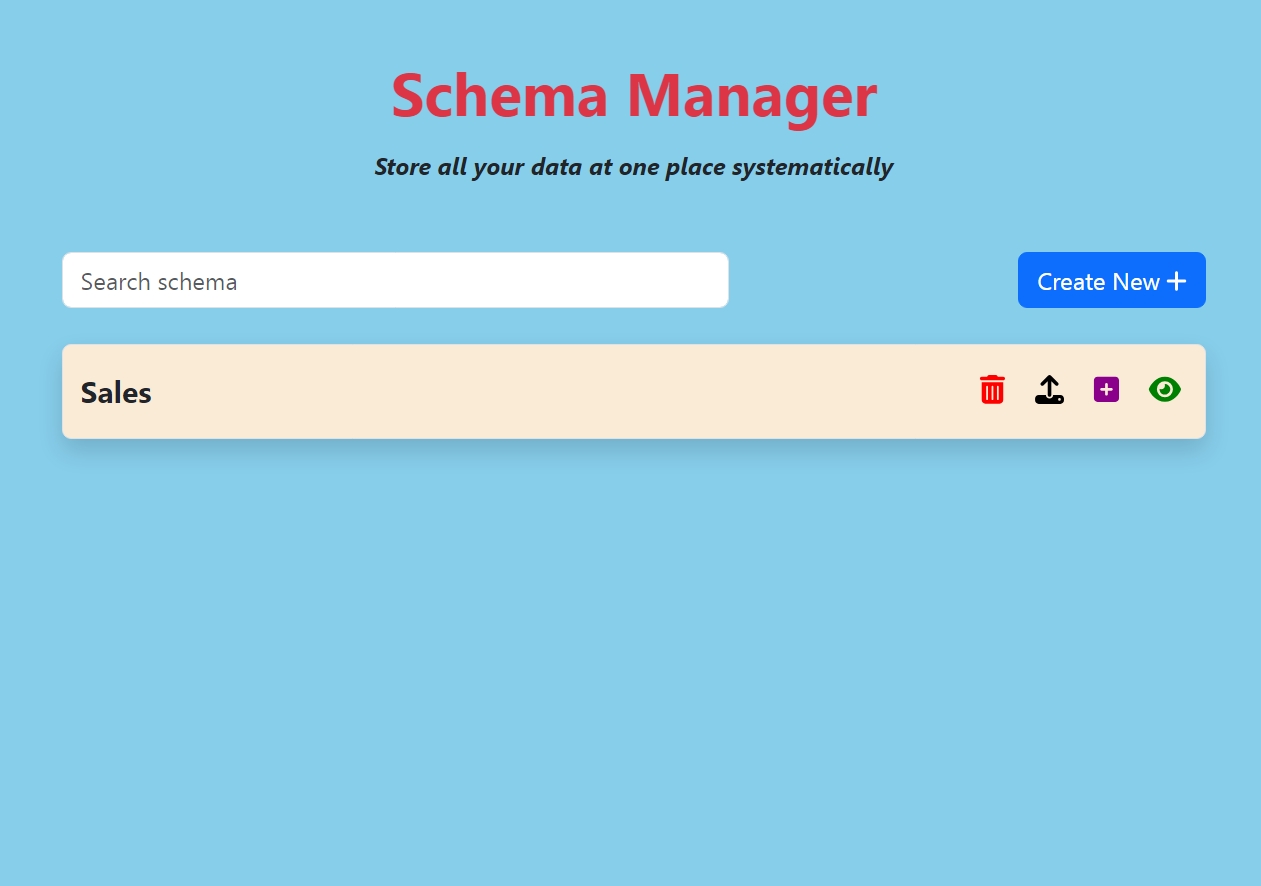 Schema Manager
Store all your data at one place systematically
Search schema
Create New
Sales